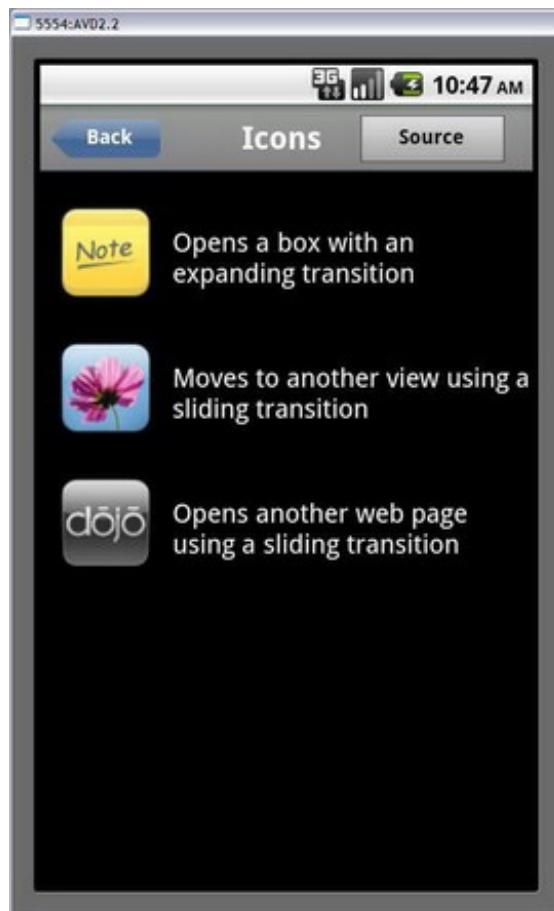 5554:AVD2.2
3G 10:47 AM
Back Icons Source
Note
Opens a box with an
expanding transition
Moves to another view using a
sliding transition
dōjō
Opens another web page
using a sliding transition